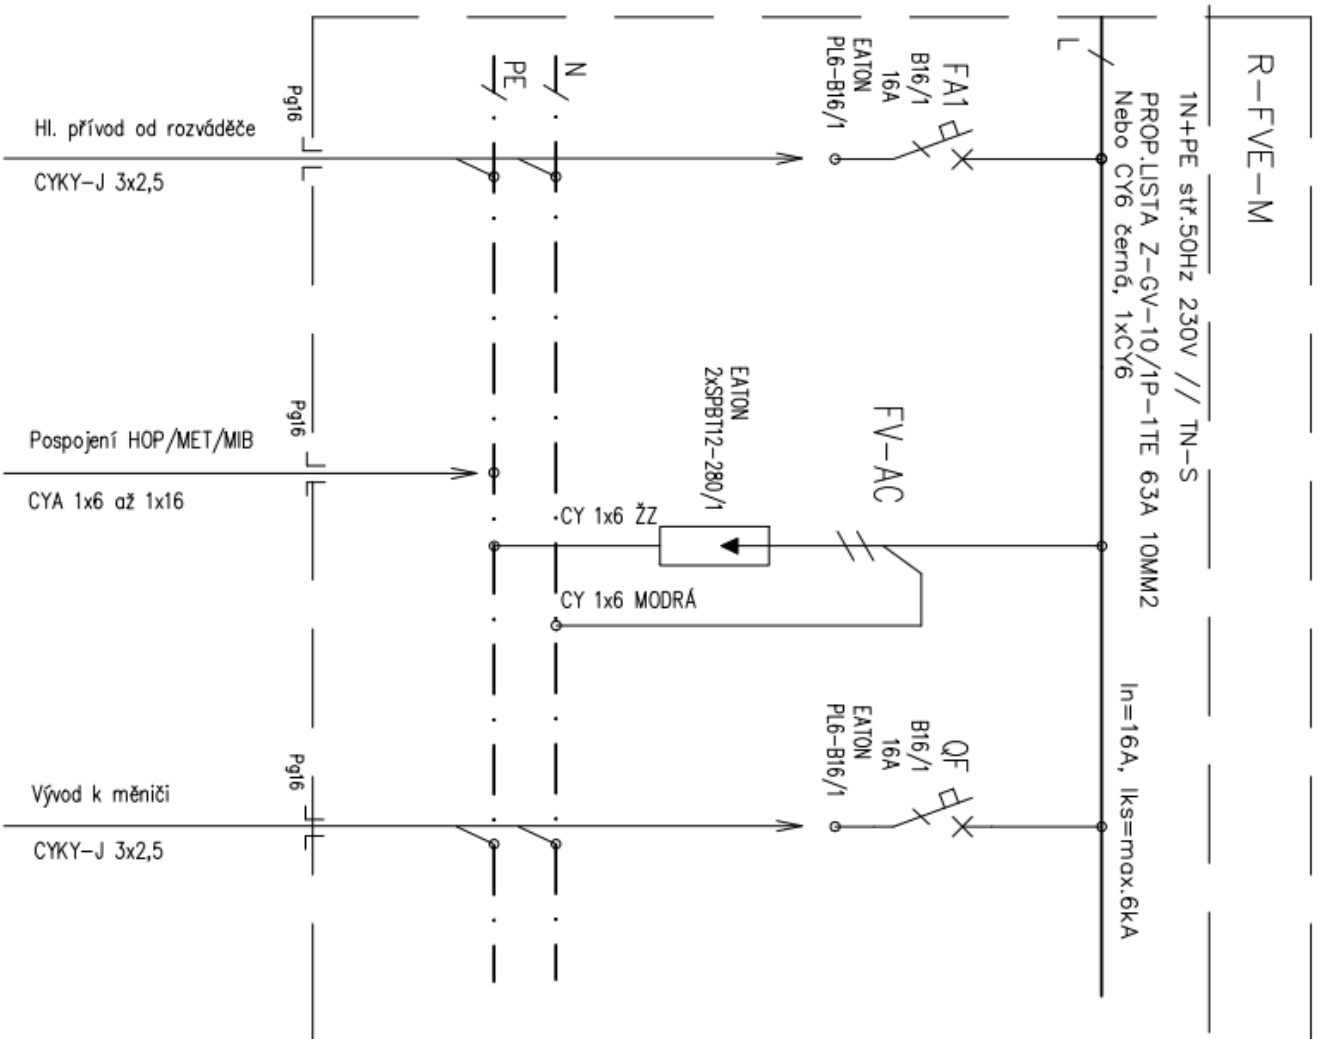 R-FVE-M
1N+PE stř.50Hz 230V // TN-S
PROP.LISTA Z-GV-10/1P-1TE 63A 10MM2
Nebo CY6 černá, 1xCY6
In=16A, Iks=max.6kA
L
FA1
B16/1
16A
EATON
PL6-B16/1
N
PE
Pg16
Hl. přívod od rozváděče
CYKY-J 3x2,5
FV-AC
EATON
2xSPBT12-280/1
CY 1x6 ŽZ
CY 1x6 MODRÁ
Pg16
Pospojení HOP/MET/MIB
CYA 1x6 až 1x16
QF
B16/1
16A
EATON
PL6-B16/1
Pg16
Vývod k měniči
CYKY-J 3x2,5